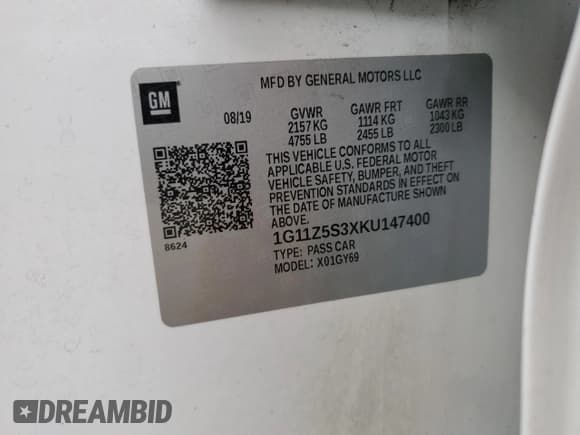 GM
MFD BY GENERAL MOTORS LLC
08/19 GVWR GAWR FRT GAWR RR
2157 KG 1114 KG 1043 KG
4755 LB 2455 LB 2300 LB
THIS VEHICLE CONFORMS TO ALL
APPLICABLE U.S. FEDERAL MOTOR
VEHICLE SAFETY, BUMPER, AND THEFT
PREVENTION STANDARDS IN EFFECT ON
THE DATE OF MANUFACTURE SHOWN
ABOVE.
8624
1G11Z5S3XKU147400
TYPE: PASS CAR
MODEL: X01GY69
DREAMBID